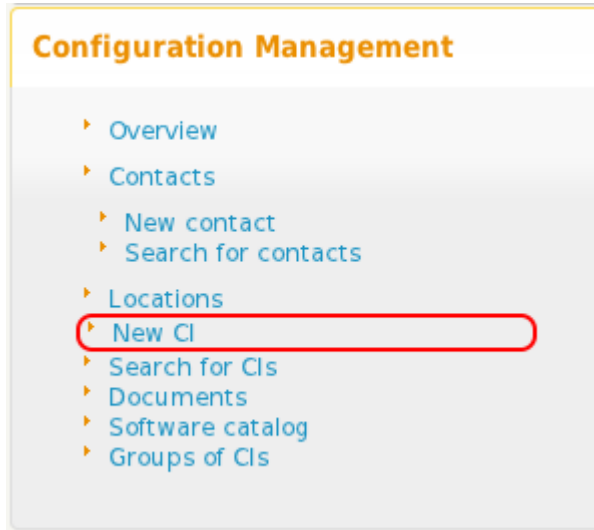 Configuration Management
Overview
Contacts
New contact
Search for contacts
Locations
New CI
Search for CIs
Documents
Software catalog
Groups of CIs